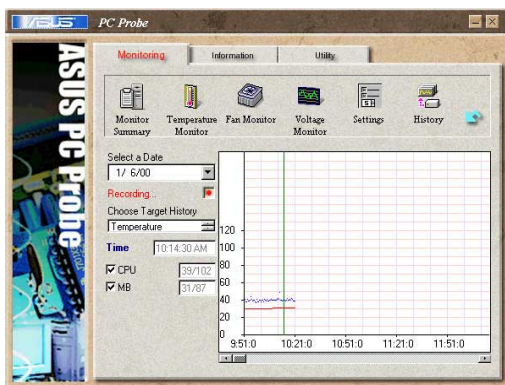 ASUS PC Probe
Monitoring Information Utility
Monitor Summary
Temperature Monitor
Fan Monitor
Voltage Monitor
Settings
History
ASUS PC Probe
Select a Date
1/ 6/00
Recording...
Choose Target History
Temperature
Time 10:14:30 AM
CPU 39/102
MB 31/87
120
100
80
60
40
20
0
9:51:0 10:21:0 10:51:0 11:21:0 11:51:0